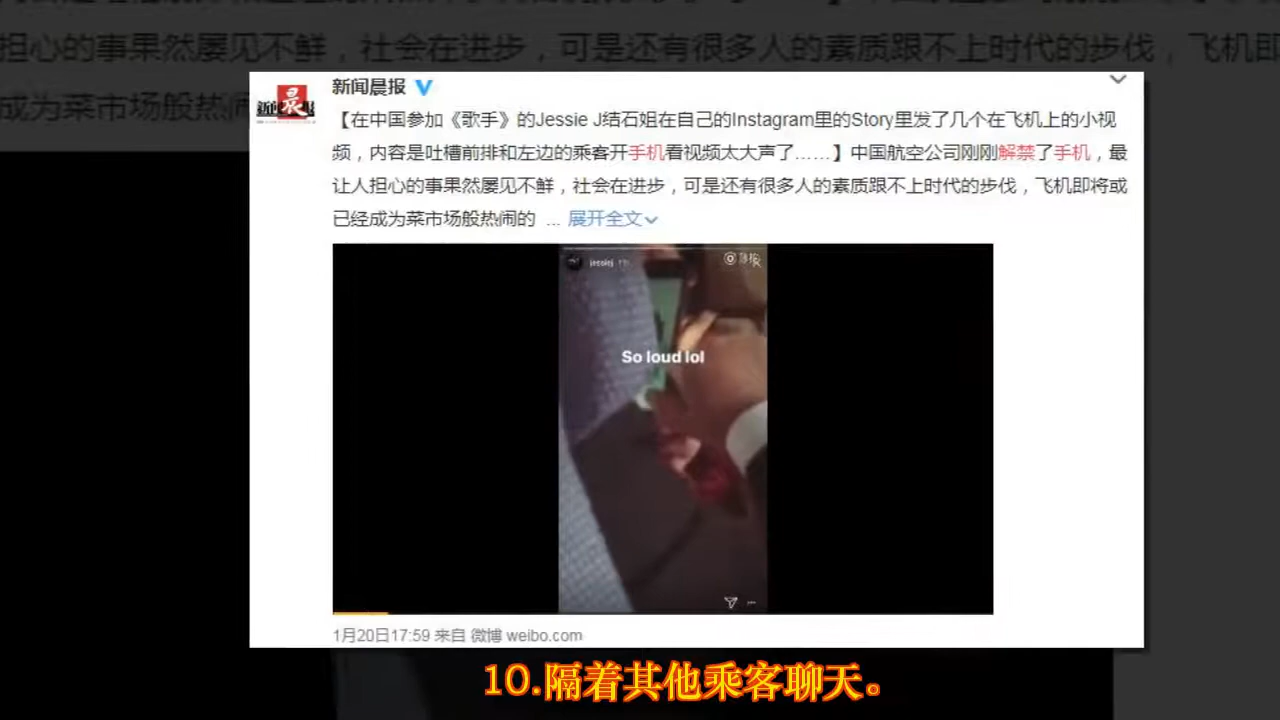 担心的事果然屡见不鲜，社会在进步，可是还有很多人的素质跟不上时代的步伐，飞机即
成为菜市场般热闹
新闻晨报
【在中国参加《歌手》的Jessie J结石姐在自己的Instagram里的Story里发了几个在飞机上的小视
频，内容是吐槽前排和左边的乘客开手机看视频太大声了……】中国航空公司刚刚解禁了手机，最
让人担心的事果然屡见不鲜，社会在进步，可是还有很多人的素质跟不上时代的步伐，飞机即将或
已经成为菜市场般热闹的 ... 展开全文
jessiej
So loud lol
1月20日17:59 来自 微博 weibo.com
10.隔着其他乘客聊天。